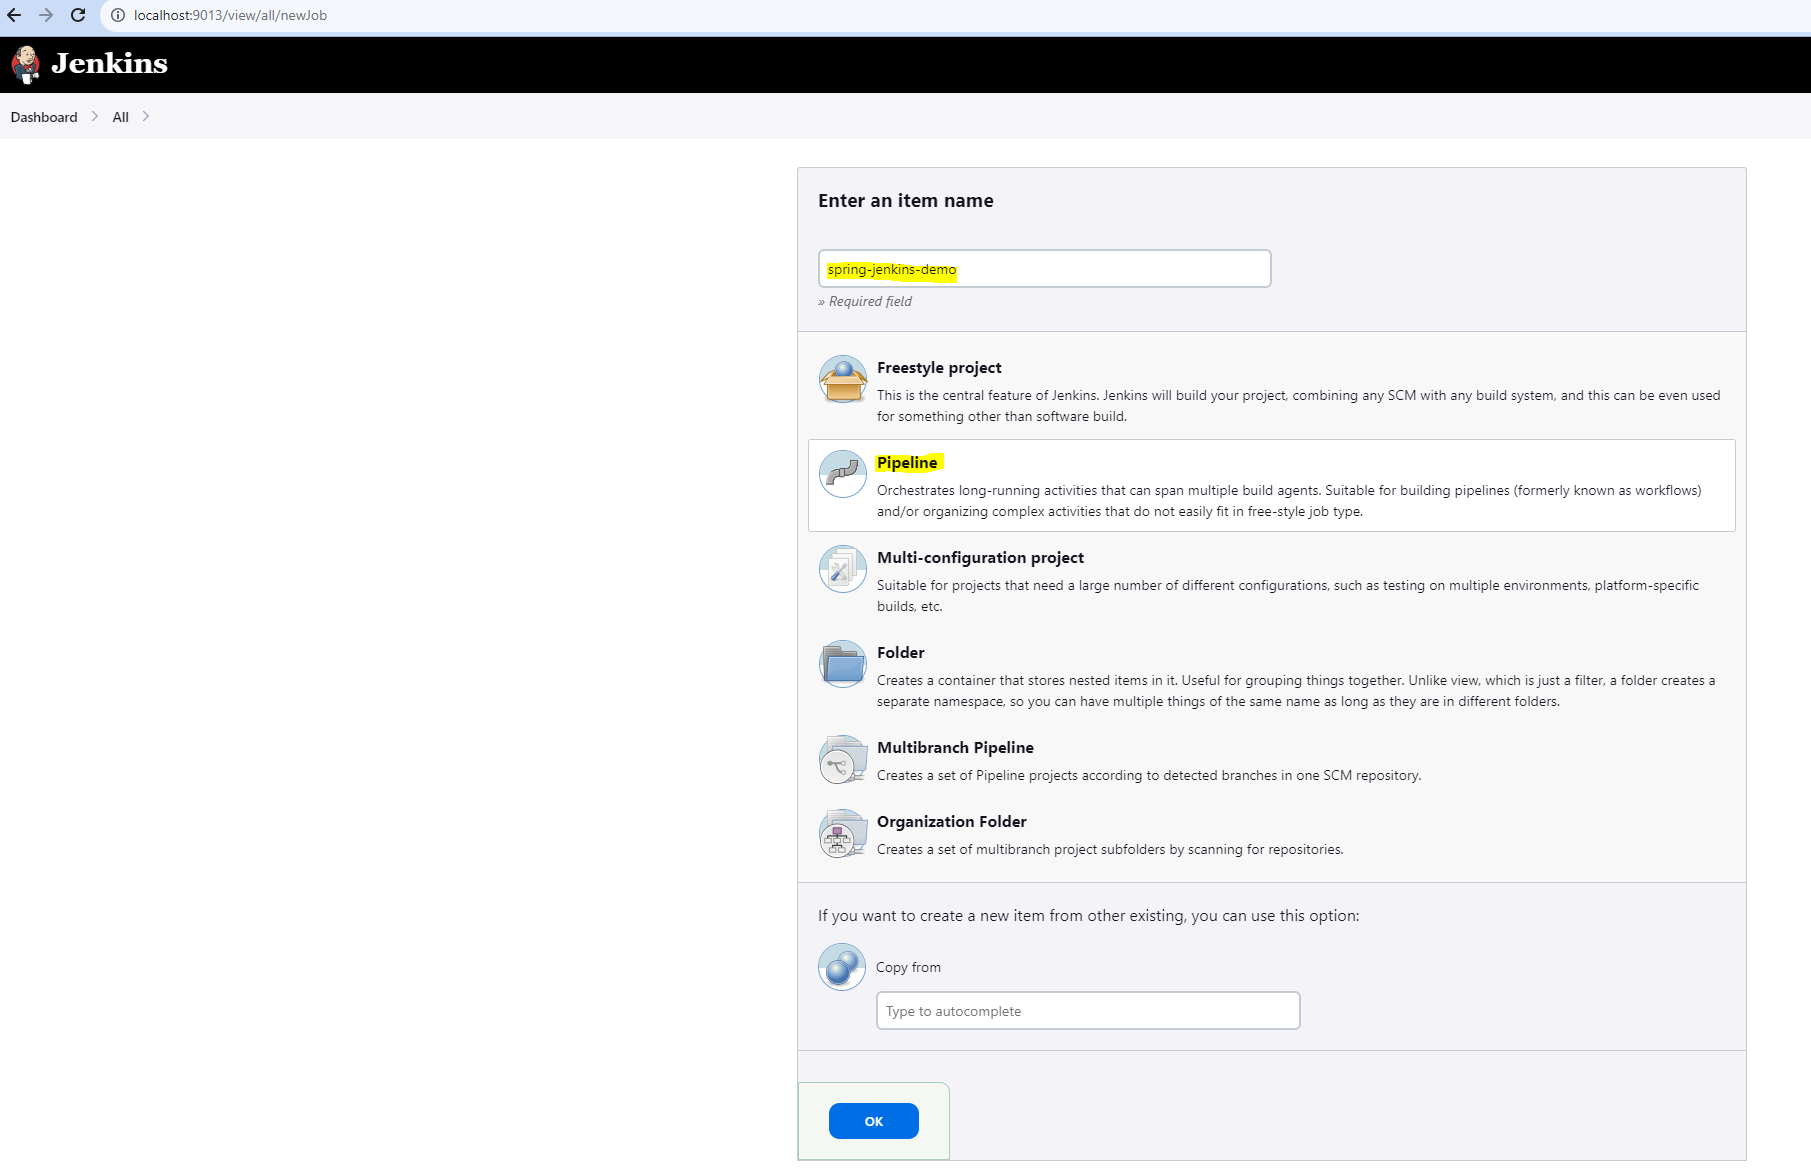 localhost:9013/view/all/newJob
Jenkins
Dashboard All
Enter an item name
spring-jenkins-demo
» Required field
Freestyle project
This is the central feature of Jenkins. Jenkins will build your project, combining any SCM with any build system, and this can be even used
for something other than software build.
Pipeline
Orchestrates long-running activities that can span multiple build agents. Suitable for building pipelines (formerly known as workflows)
and/or organizing complex activities that do not easily fit in free-style job type.
Multi-configuration project
Suitable for projects that need a large number of different configurations, such as testing on multiple environments, platform-specific
builds, etc.
Folder
Creates a container that stores nested items in it. Useful for grouping things together. Unlike view, which is just a filter, a folder creates a
separate namespace, so you can have multiple things of the same name as long as they are in different folders.
Multibranch Pipeline
Creates a set of Pipeline projects according to detected branches in one SCM repository.
Organization Folder
Creates a set of multibranch project subfolders by scanning for repositories.
If you want to create a new item from other existing, you can use this option:
Copy from
Type to autocomplete
OK